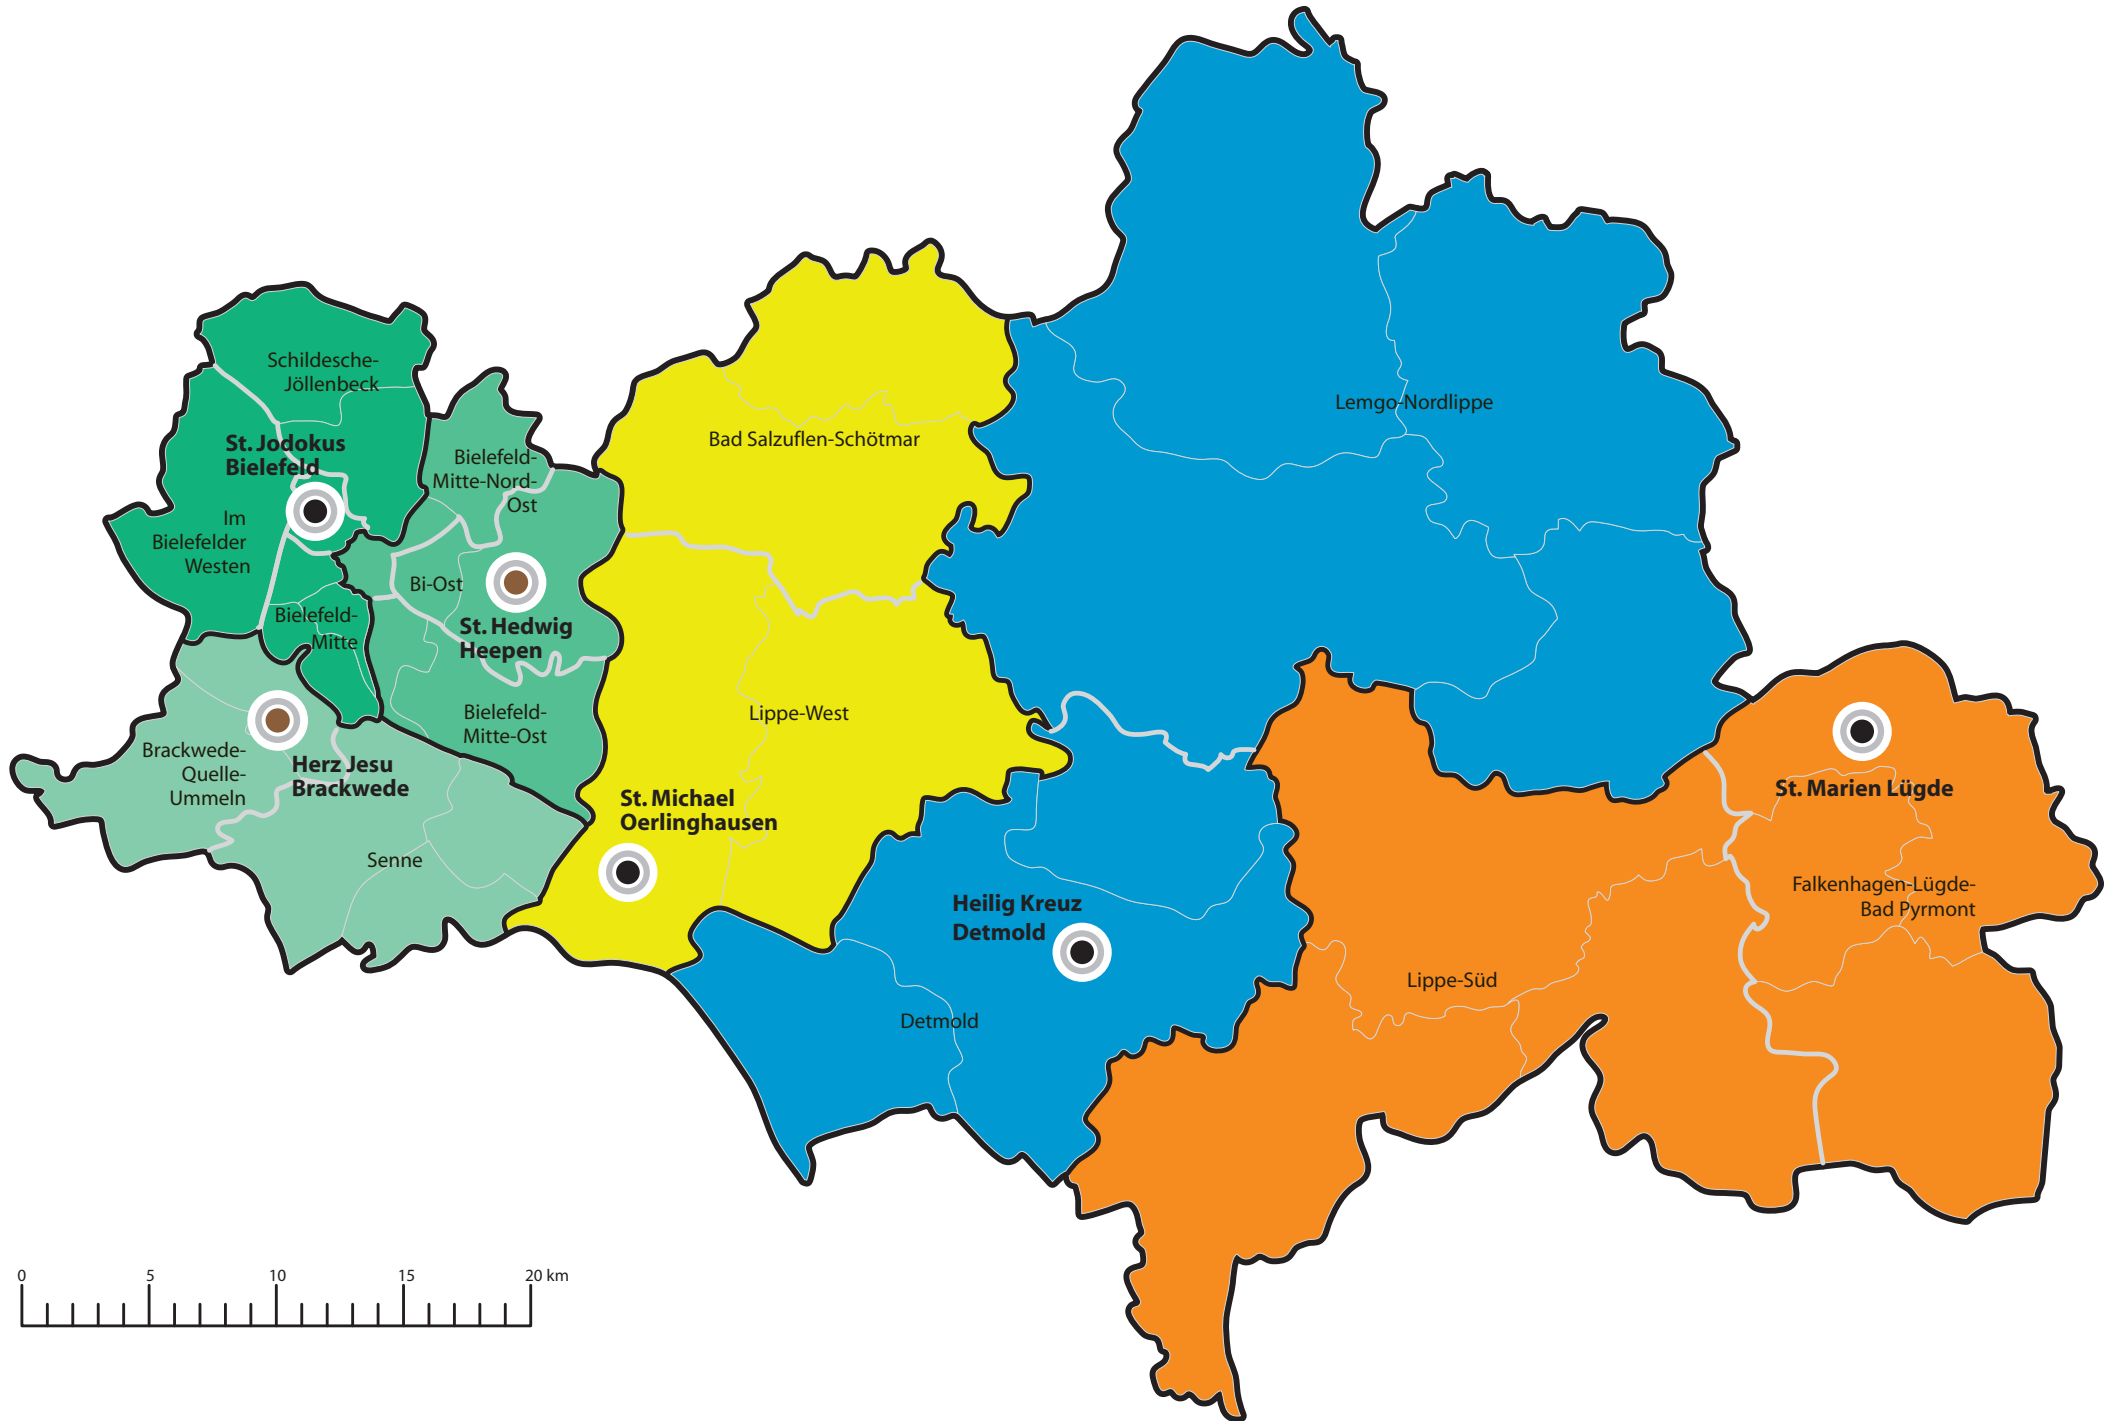 Schildesche-
Jöllenbeck
St. Jodokus
Bielefeld
Im
Bielefelder
Westen
Bielefeld-
Mitte-Nord-
Ost
Bi-Ost
St. Hedwig
Heepen
Bielefeld-
Mitte
Bielefeld-
Mitte-Ost
Brackwede-
Quelle-
Ummeln
Herz Jesu
Brackwede
Senne
Bad Salzuflen-Schötmar
Lippe-West
St. Michael
Oerlinghausen
Lemgo-Nordlippe
Heilig Kreuz
Detmold
Detmold
Lippe-Süd
St. Marien Lügde
Falkenhagen-Lügde-
Bad Pyrmont
0 5 10 15 20 km